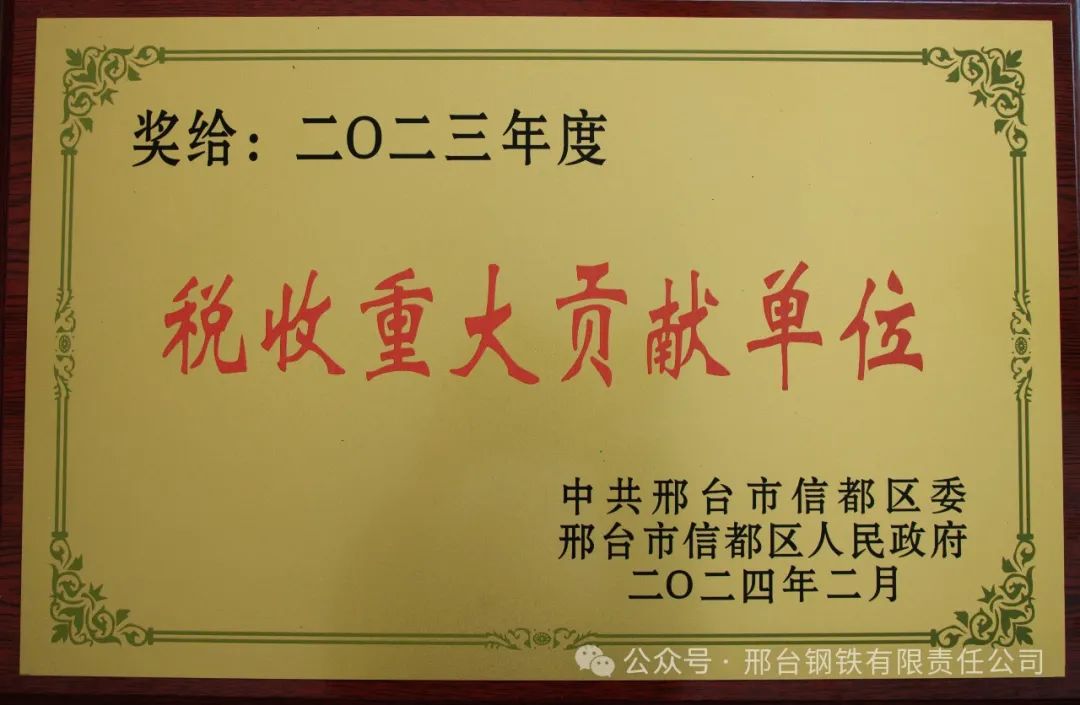 奖给：二〇二三年度
税收重大贡献单位
中共邢台市信都区委
邢台市信都区人民政府
二〇二四年二月
公众号·邢台钢铁有限责任公司